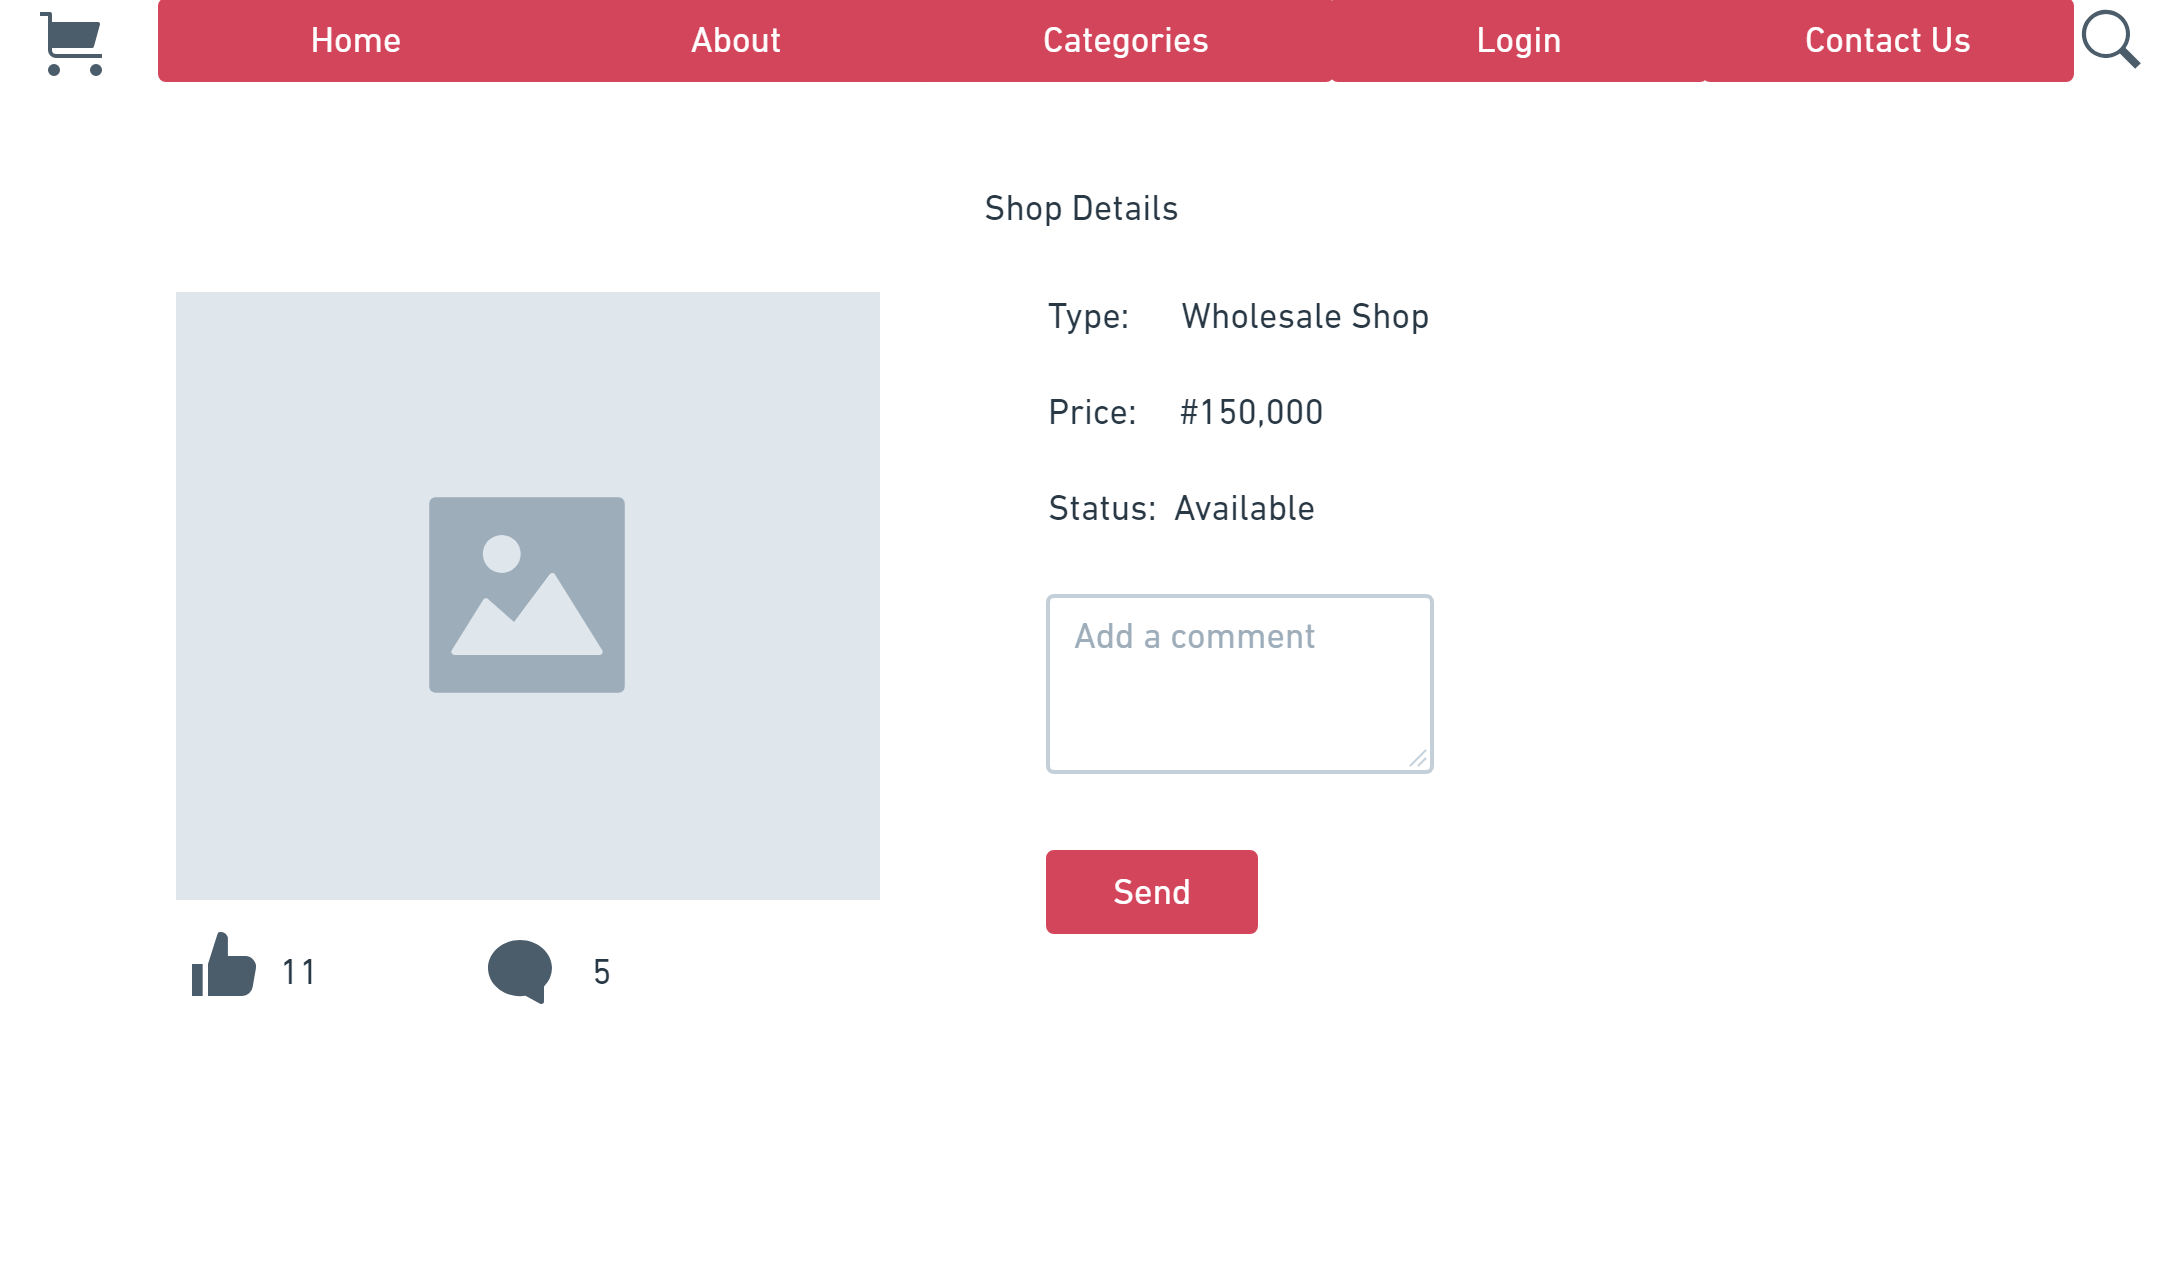 Home About Categories Login Contact Us
Shop Details
Type: Wholesale Shop
Price: #150,000
Status: Available
Add a comment
Send
11 5